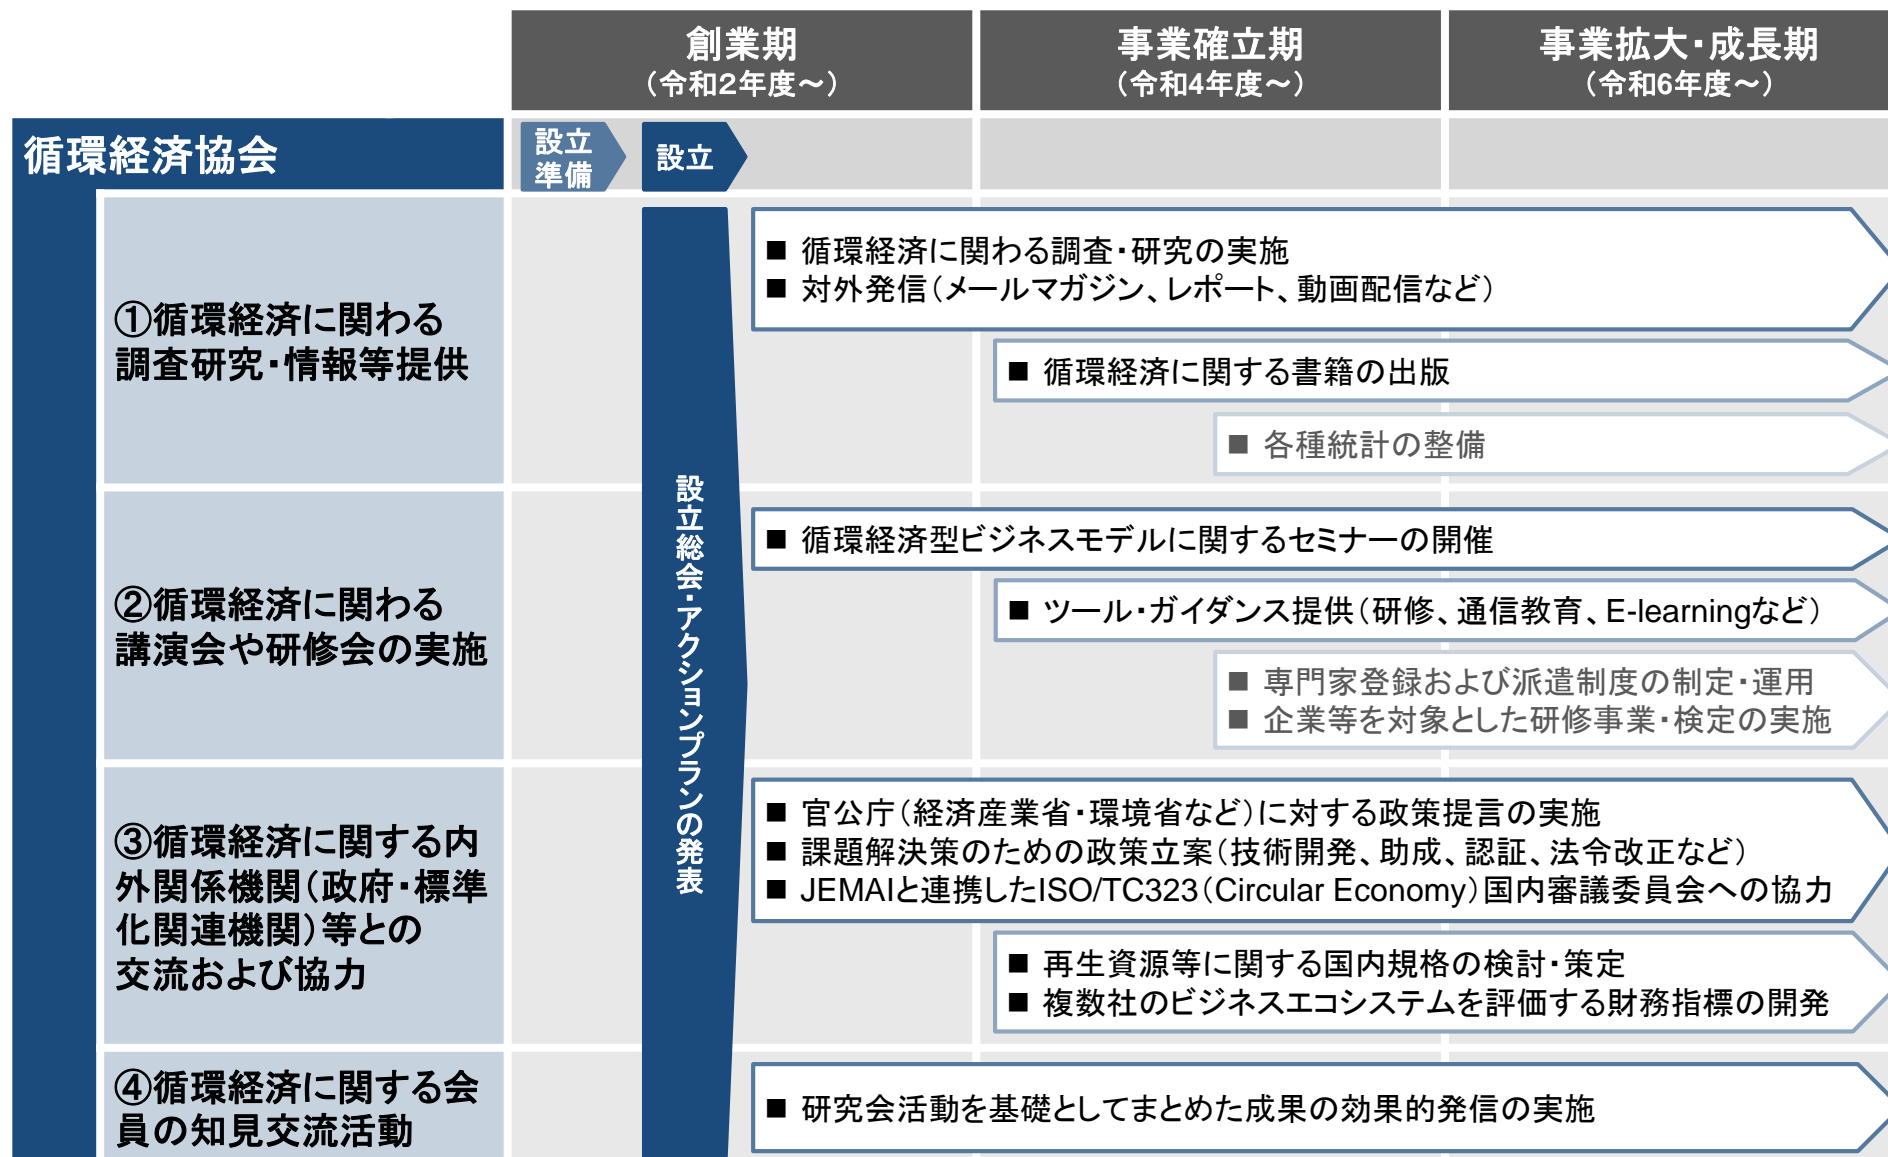 創業期
（令和2年度～）
事業確立期
（令和4年度～）
事業拡大・成長期
（令和6年度～）
循環経済協会
設立
準備
設立
設立総会・アクションプランの発表
①循環経済に関わる
調査研究・情報等提供
■ 循環経済に関わる調査・研究の実施
■ 対外発信（メールマガジン、レポート、動画配信など）
■ 循環経済に関する書籍の出版
■ 各種統計の整備
②循環経済に関わる
講演会や研修会の実施
■ 循環経済型ビジネスモデルに関するセミナーの開催
■ ツール・ガイダンス提供（研修、通信教育、E-learningなど）
■ 専門家登録および派遣制度の制定・運用
■ 企業等を対象とした研修事業・検定の実施
③循環経済に関する内
外関係機関（政府・標準
化関連機関）等との
交流および協力
■ 官公庁（経済産業省・環境省など）に対する政策提言の実施
■ 課題解決策のための政策立案（技術開発、助成、認証、法令改正など）
■ JEMAIと連携したISO/TC323（Circular Economy）国内審議委員会への協力
■ 再生資源等に関する国内規格の検討・策定
■ 複数社のビジネスエコシステムを評価する財務指標の開発
④循環経済に関する会
員の知見交流活動
■ 研究会活動を基礎としてまとめた成果の効果的発信の実施